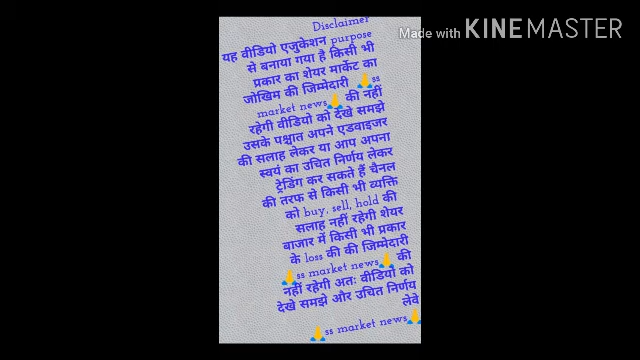 Made with KINEMASTER
Disclaimer
यह वीडियो एजुकेशन purpose
से बनाया गया है किसी भी
प्रकार का शेयर मार्केट का
जोखिम की जिम्मेदारी 🙏ss
market news🙏 की नहीं
रहेगी वीडियो को देखे समझे
उसके पश्चात अपने एडवाइजर
की सलाह लेकर या आप अपना
स्वयं का उचित निर्णय लेकर
ट्रेडिंग कर सकते हैं चैनल
की तरफ से किसी भी व्यक्ति
को buy, sell, hold की
सलाह नहीं रहेगी शेयर
बाजार में किसी भी प्रकार
के loss की की जिम्मेदारी
🙏ss market news🙏 की
नहीं रहेगी अतः वीडियो को
देखे समझे और उचित निर्णय
लेवे
🙏ss market news🙏